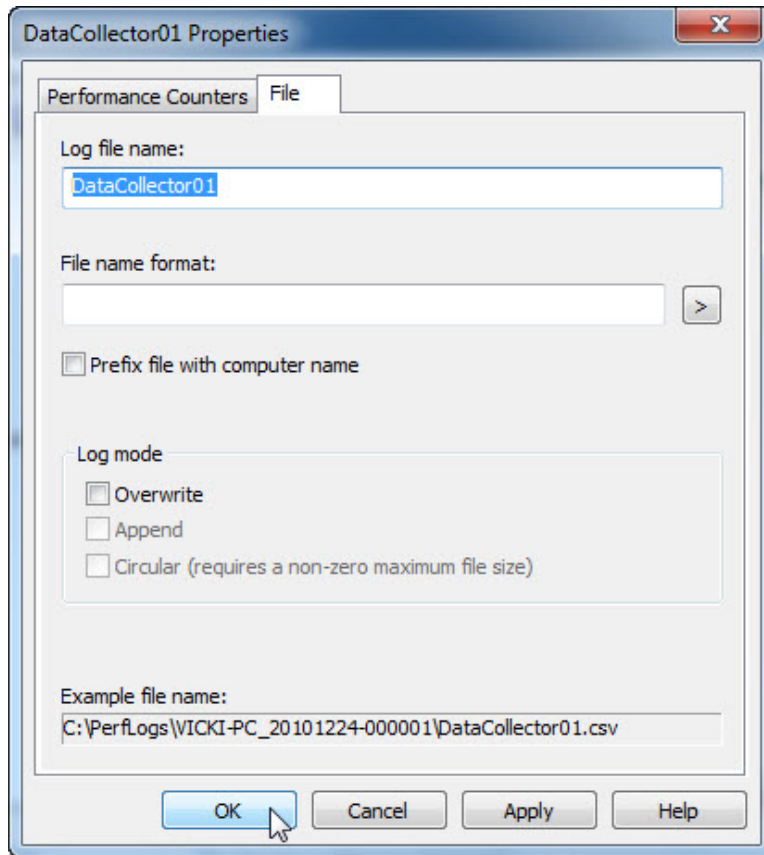 DataCollector01 Properties
Performance Counters
File
Log file name:
DataCollector01
File name format:
>
Prefix file with computer name
Log mode
Overwrite
Append
Circular (requires a non-zero maximum file size)
Example file name:
C:\PerfLogs\VICKI-PC_20101224-000001\DataCollector01.csv
OK
Cancel
Apply
Help